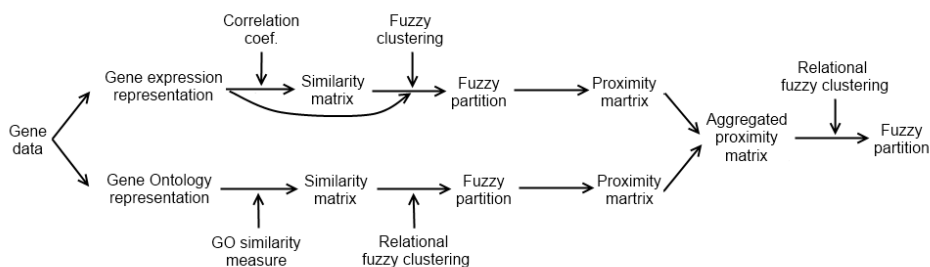 Correlation
coef.
Fuzzy
clustering
Gene expression
representation
Similarity
matrix
Fuzzy
partition
Proximity
martrix
Relational
fuzzy clustering
Gene
data
Aggregated
proximity
matrix
Fuzzy
partition
Gene Ontology
representation
Similarity
matrix
Fuzzy
partition
Proximity
martrix
GO similarity
measure
Relational
fuzzy clustering